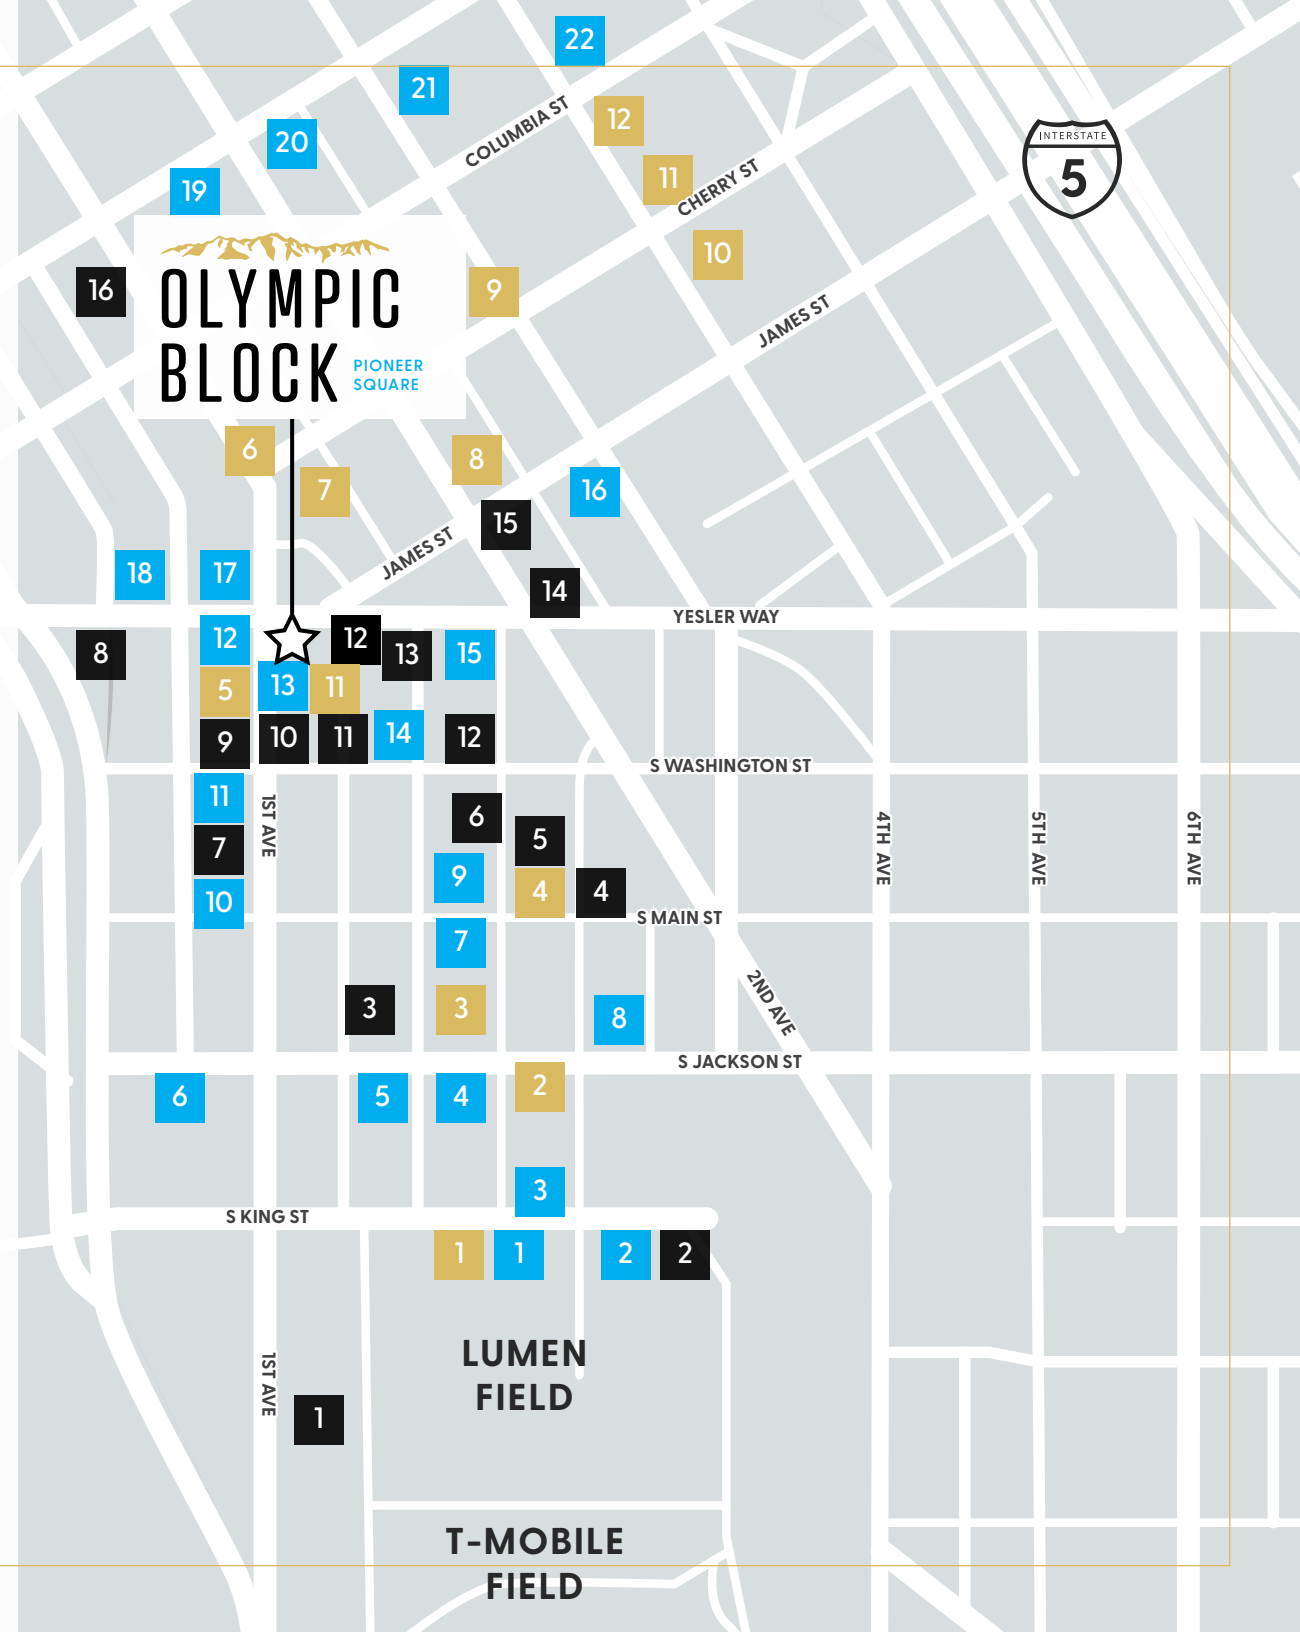 22
21
COLUMBIA ST
12
20
INTERSTATE
5
19
11
CHERRY ST
10
16
OLYMPIC
BLOCK
PIONEER
SQUARE
9
JAMES ST
6
7
8
16
15
JAMES ST
18
17
14
YESLER WAY
8
12
12
13
15
5
13
11
9
10
11
14
12
S WASHINGTON ST
11
1ST AVE
6
7
5
4TH AVE
5TH AVE
6TH AVE
10
9
4
4
S MAIN ST
7
3
3
8
2ND AVE
S JACKSON ST
6
5
4
2
3
S KING ST
1
1
2
2
LUMEN
FIELD
1ST AVE
1
T-MOBILE
FIELD